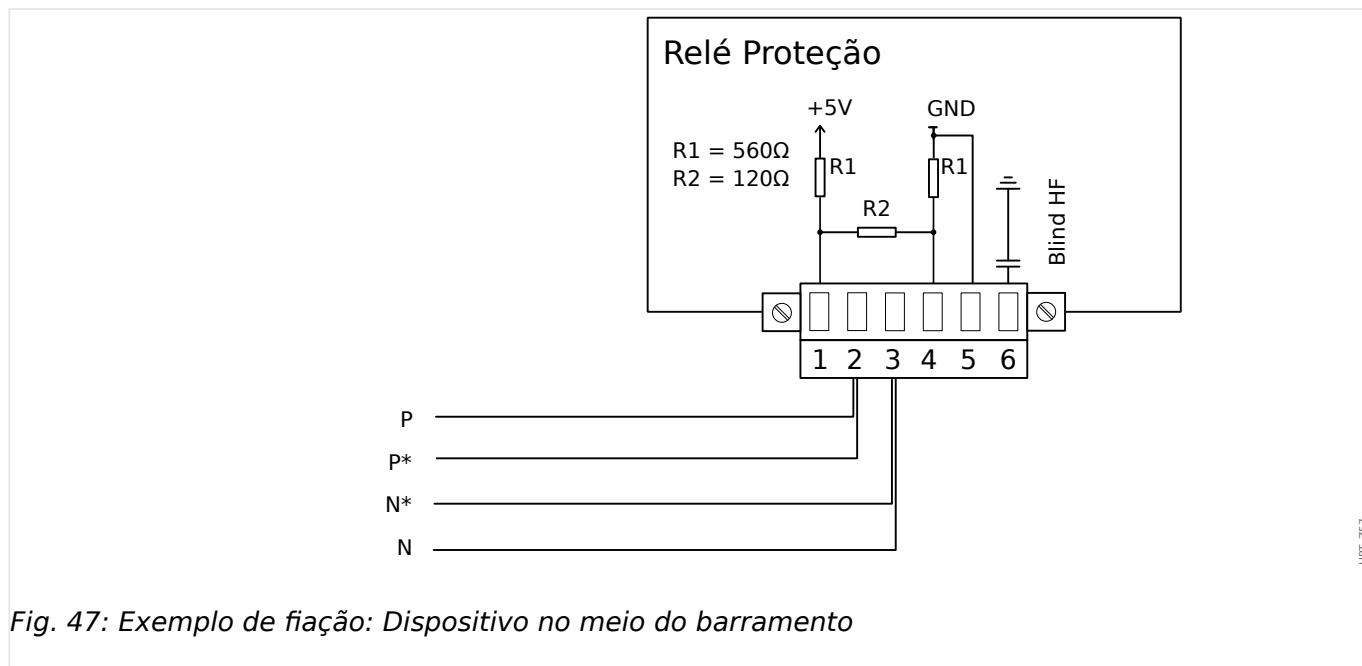 Relé Proteção
+5V
GND
R1 = 560Ω
R2 = 120Ω
R1
R1
R2
Blind HF
1 2 3 4 5 6
P
P*
N*
N
Fig. 47: Exemplo de fiação: Dispositivo no meio do barramento